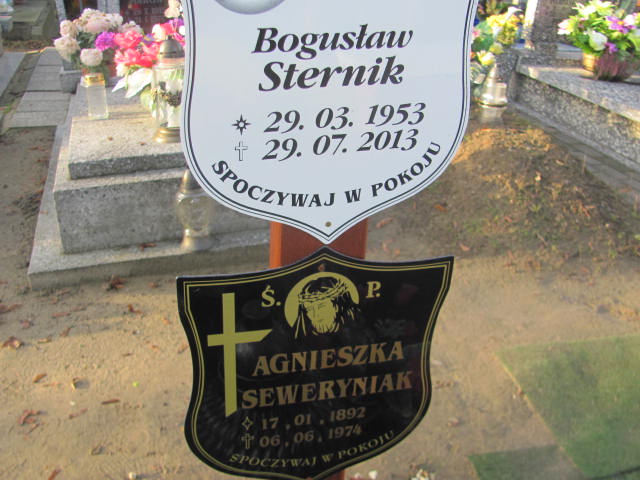 Bogusław
Sternik
29. 03. 1953
29. 07. 2013
SPOCZYWAJ W POKOJU
Ś. P.
AGNIESZKA
SEWERYNIAK
17 . 01 . 1892
06 . 06 . 1974
SPOCZYWAJ W POKOJU